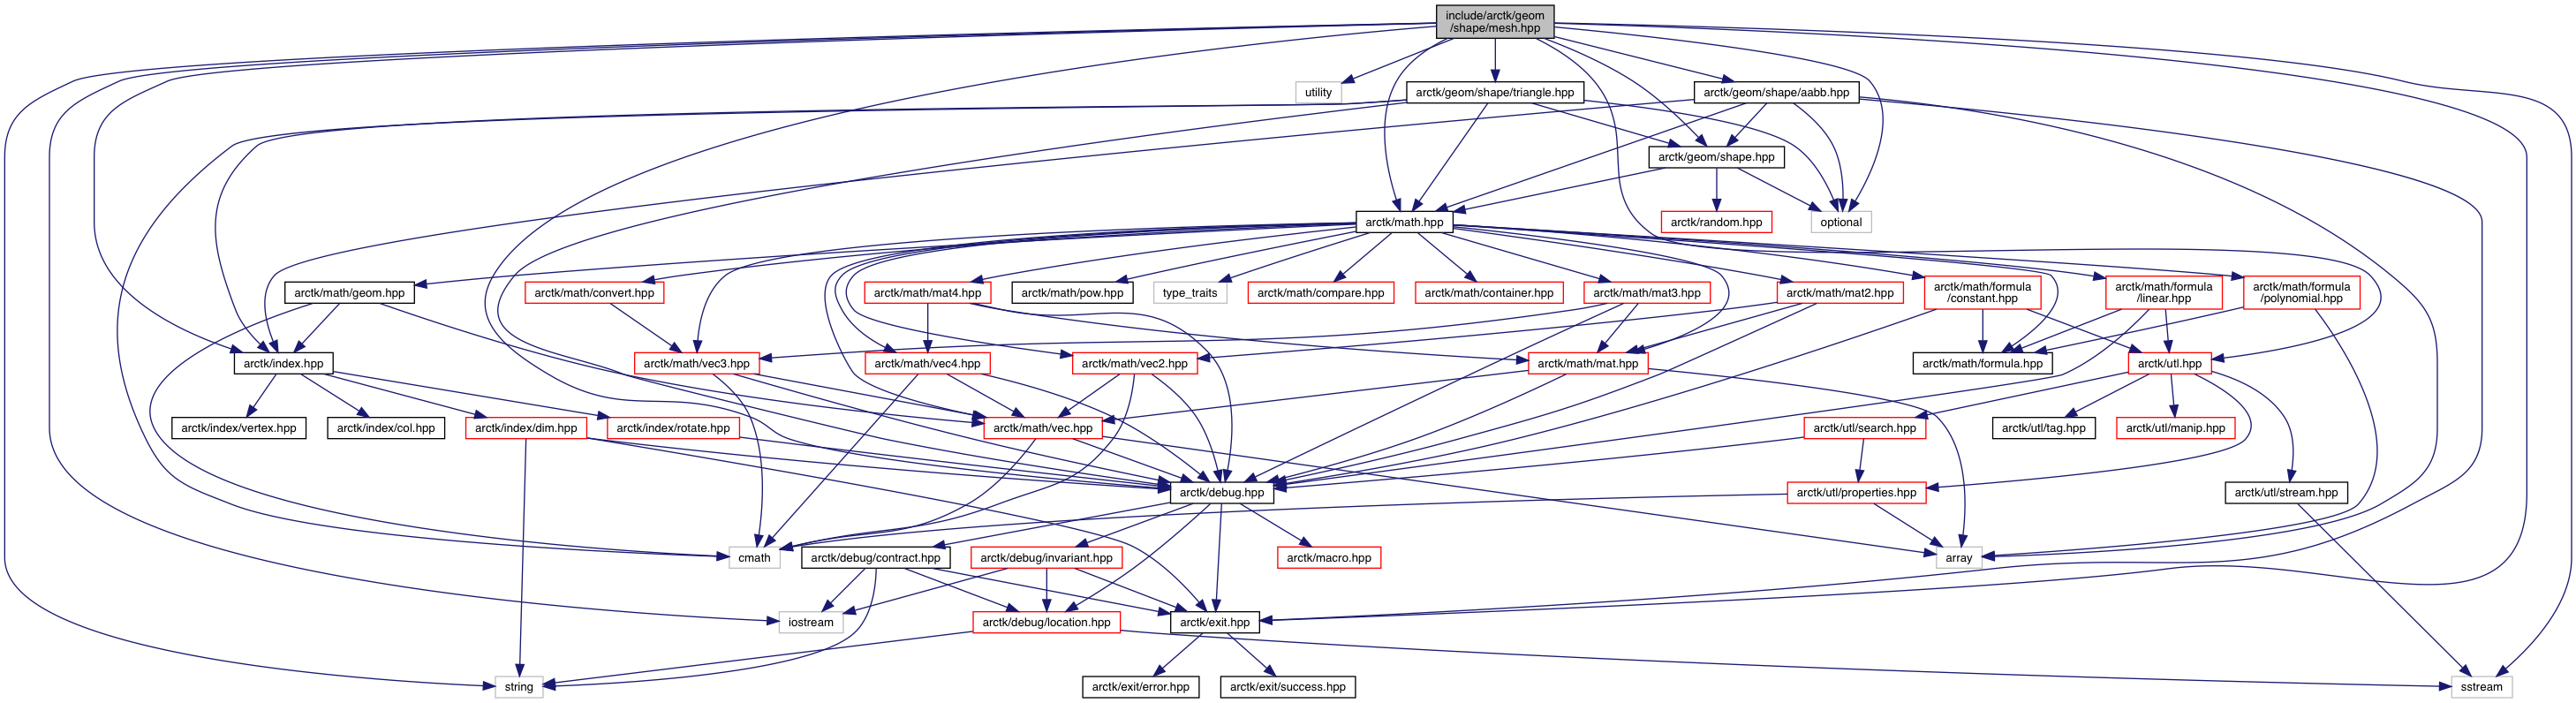 include/arctk/geom
/shape/mesh.hpp
utility
arctk/geom/shape/triangle.hpp
arctk/geom/shape/aabb.hpp
arctk/geom/shape.hpp
arctk/math.hpp
arctk/random.hpp
optional
arctk/math/geom.hpp
arctk/math/convert.hpp
arctk/math/mat4.hpp
arctk/math/pow.hpp
type_traits
arctk/math/compare.hpp
arctk/math/container.hpp
arctk/math/mat3.hpp
arctk/math/mat2.hpp
arctk/math/formula
/constant.hpp
arctk/math/formula
/linear.hpp
arctk/math/formula
/polynomial.hpp
arctk/index.hpp
arctk/math/vec3.hpp
arctk/math/vec4.hpp
arctk/math/vec2.hpp
arctk/math/mat.hpp
arctk/math/formula.hpp
arctk/utl.hpp
arctk/index/vertex.hpp
arctk/index/col.hpp
arctk/index/dim.hpp
arctk/index/rotate.hpp
arctk/math/vec.hpp
arctk/utl/search.hpp
arctk/utl/tag.hpp
arctk/utl/manip.hpp
arctk/debug.hpp
arctk/utl/properties.hpp
arctk/utl/stream.hpp
cmath
arctk/debug/contract.hpp
arctk/debug/invariant.hpp
arctk/macro.hpp
array
iostream
arctk/debug/location.hpp
arctk/exit.hpp
string
arctk/exit/error.hpp
arctk/exit/success.hpp
sstream